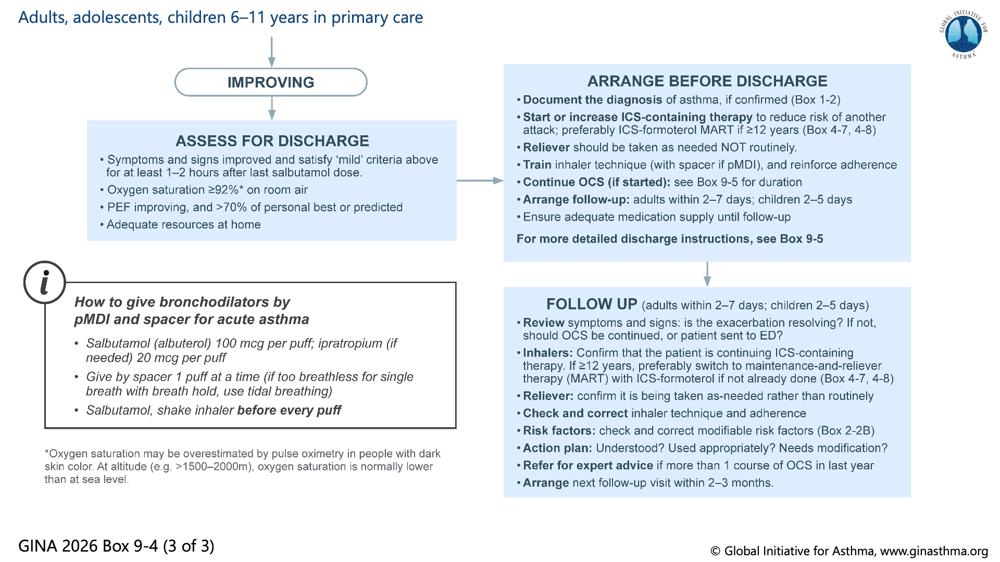 Adults, adolescents, children 6–11 years in primary care
GLOBAL INITIATIVE FOR
ASTHMA
IMPROVING
ASSESS FOR DISCHARGE
• Symptoms and signs improved and satisfy ‘mild’ criteria above
for at least 1–2 hours after last salbutamol dose.
• Oxygen saturation ≥92%* on room air
• PEF improving, and >70% of personal best or predicted
• Adequate resources at home
ARRANGE BEFORE DISCHARGE
• Document the diagnosis of asthma, if confirmed (Box 1-2)
• Start or increase ICS-containing therapy to reduce risk of another
attack; preferably ICS-formoterol MART if ≥12 years (Box 4-7, 4-8)
• Reliever should be taken as needed NOT routinely.
• Train inhaler technique (with spacer if pMDI), and reinforce adherence
• Continue OCS (if started): see Box 9-5 for duration
• Arrange follow-up: adults within 2–7 days; children 2–5 days
• Ensure adequate medication supply until follow-up
For more detailed discharge instructions, see Box 9-5
i
How to give bronchodilators by
pMDI and spacer for acute asthma
• Salbutamol (albuterol) 100 mcg per puff; ipratropium (if
needed) 20 mcg per puff
• Give by spacer 1 puff at a time (if too breathless for single
breath with breath hold, use tidal breathing)
• Salbutamol, shake inhaler before every puff
*Oxygen saturation may be overestimated by pulse oximetry in people with dark
skin color. At altitude (e.g. >1500–2000m), oxygen saturation is normally lower
than at sea level.
FOLLOW UP (adults within 2–7 days; children 2–5 days)
• Review symptoms and signs: is the exacerbation resolving? If not,
should OCS be continued, or patient sent to ED?
• Inhalers: Confirm that the patient is continuing ICS-containing
therapy. If ≥12 years, preferably switch to maintenance-and-reliever
therapy (MART) with ICS-formoterol if not already done (Box 4-7, 4-8)
• Reliever: confirm it is being taken as-needed rather than routinely
• Check and correct inhaler technique and adherence
• Risk factors: check and correct modifiable risk factors (Box 2-2B)
• Action plan: Understood? Used appropriately? Needs modification?
• Refer for expert advice if more than 1 course of OCS in last year
• Arrange next follow-up visit within 2–3 months.
GINA 2026 Box 9-4 (3 of 3)
© Global Initiative for Asthma, www.ginasthma.org